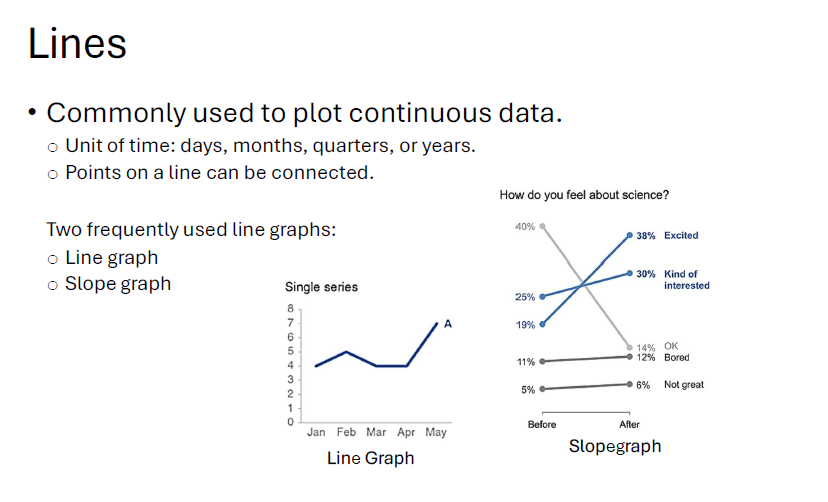 Lines
• Commonly used to plot continuous data.
o Unit of time: days, months, quarters, or years.
o Points on a line can be connected.
Two frequently used line graphs:
o Line graph
o Slope graph
Single series
8
7
6
5
4
3
2
1
0
A
Jan Feb Mar Apr May
Line Graph
How do you feel about science?
40%
38% Excited
30% Kind of
interested
25%
19%
14% OK
11%
12% Bored
5%
6% Not great
Before After
Slopegraph